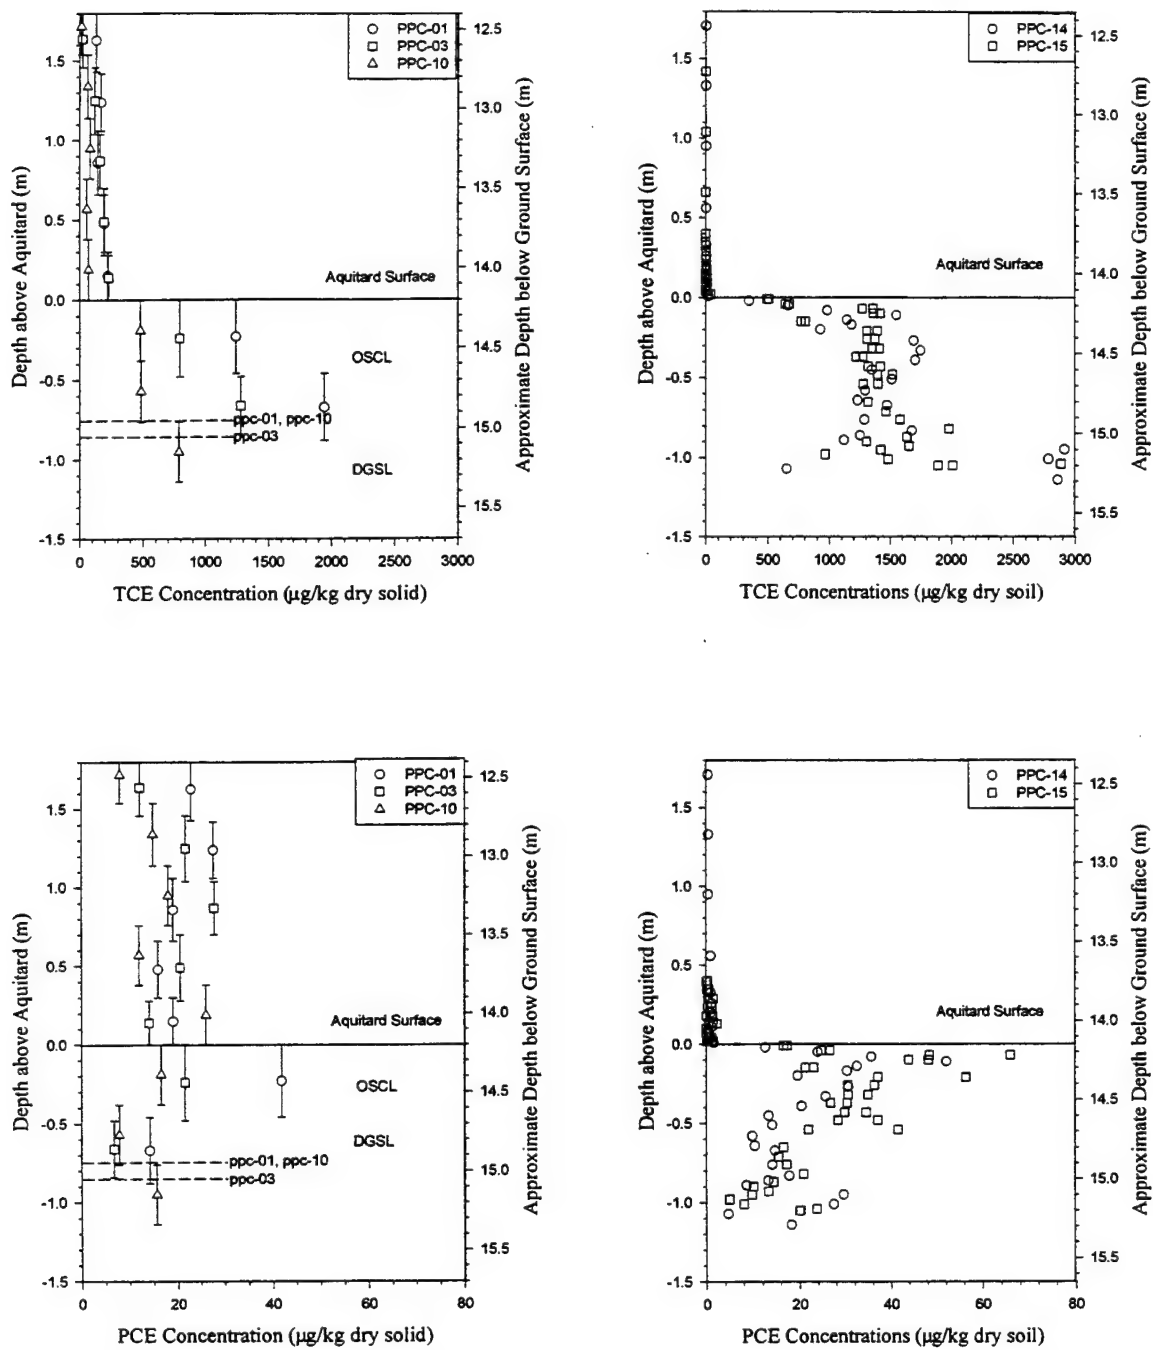 PPC-01
PPC-03
PPC-10
1.5
1.0
0.5
0.0
-0.5
-1.0
-1.5
12.5
13.0
13.5
14.0
14.5
15.0
15.5
Depth above Aquitard (m)
Approximate Depth below Ground Surface (m)
Aquitard Surface
OSCL
ppc-01, ppc-10
ppc-03
DGSL
0 500 1000 1500 2000 2500 3000
TCE Concentration (µg/kg dry solid)
PPC-14
PPC-15
1.5
1.0
0.5
0.0
-0.5
-1.0
-1.5
12.5
13.0
13.5
14.0
14.5
15.0
15.5
Depth above Aquitard (m)
Approximate Depth below Ground Surface (m)
Aquitard Surface
0 500 1000 1500 2000 2500 3000
TCE Concentrations (µg/kg dry soil)
PPC-01
PPC-03
PPC-10
1.5
1.0
0.5
0.0
-0.5
-1.0
-1.5
12.5
13.0
13.5
14.0
14.5
15.0
15.5
Depth above Aquitard (m)
Approximate Depth below Ground Surface (m)
Aquitard Surface
OSCL
DGSL
ppc-01, ppc-10
ppc-03
0 20 40 60 80
PCE Concentration (µg/kg dry solid)
PPC-14
PPC-15
1.5
1.0
0.5
0.0
-0.5
-1.0
-1.5
12.5
13.0
13.5
14.0
14.5
15.0
15.5
Depth above Aquitard (m)
Approximate Depth below Ground Surface (m)
Aquitard Surface
0 20 40 60 80
PCE Concentrations (µg/kg dry soil)